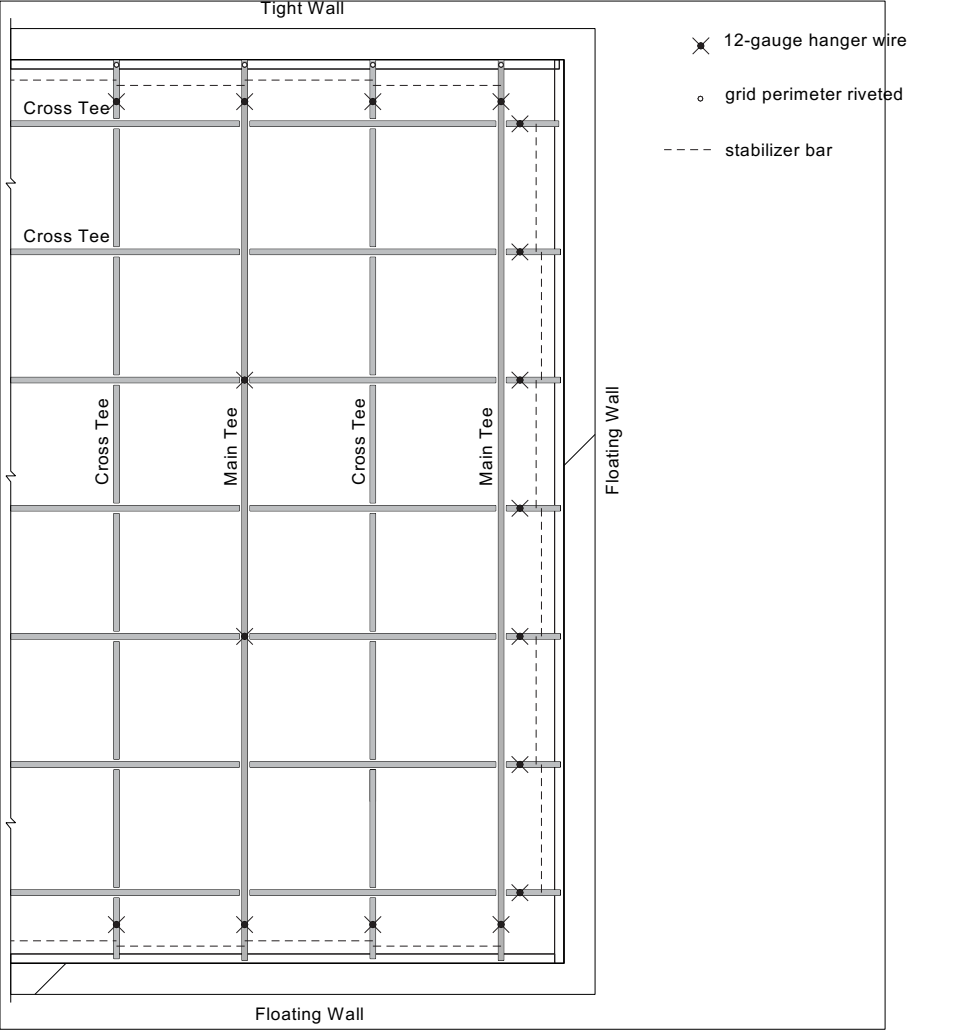 Tight Wall
12-gauge hanger wire
grid perimeter riveted
stabilizer bar
Cross Tee
Cross Tee
Cross Tee
Main Tee
Cross Tee
Main Tee
Floating Wall
Floating Wall